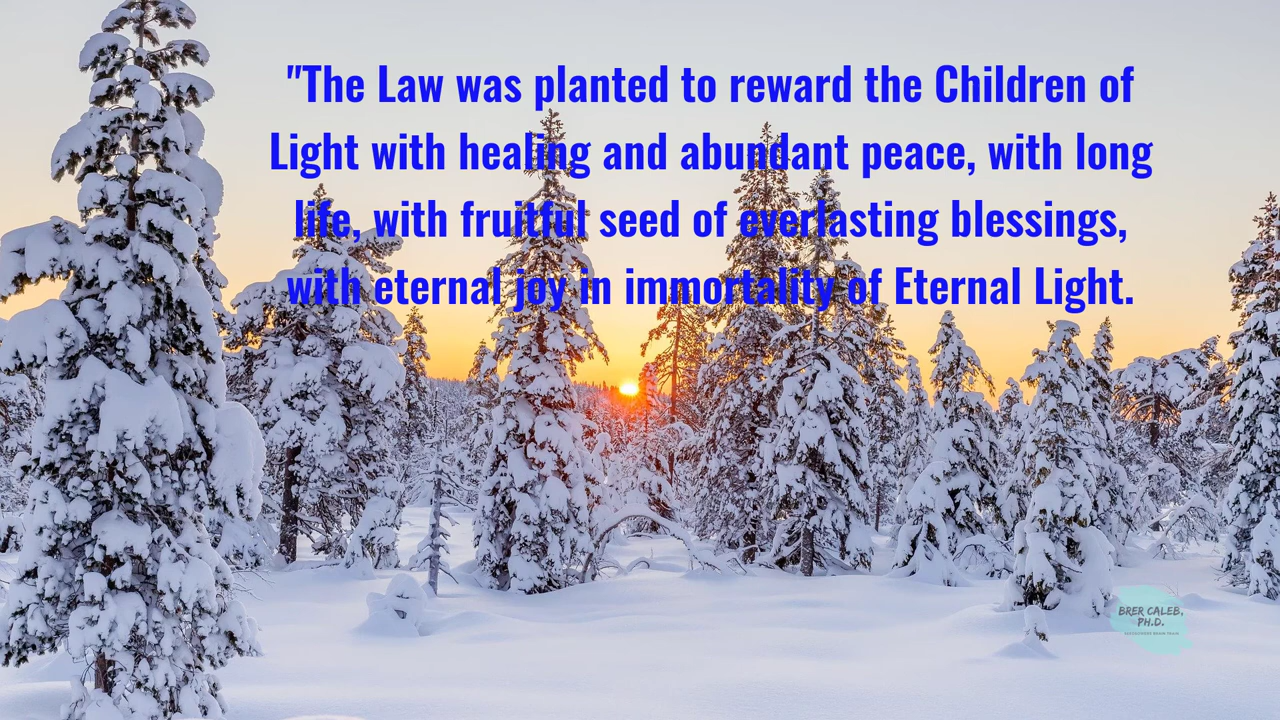 "The Law was planted to reward the Children of
Light with healing and abundant peace, with long
life, with fruitful seed of everlasting blessings,
with eternal joy in immortality of Eternal Light.
BRER CALEB,
PH.D.